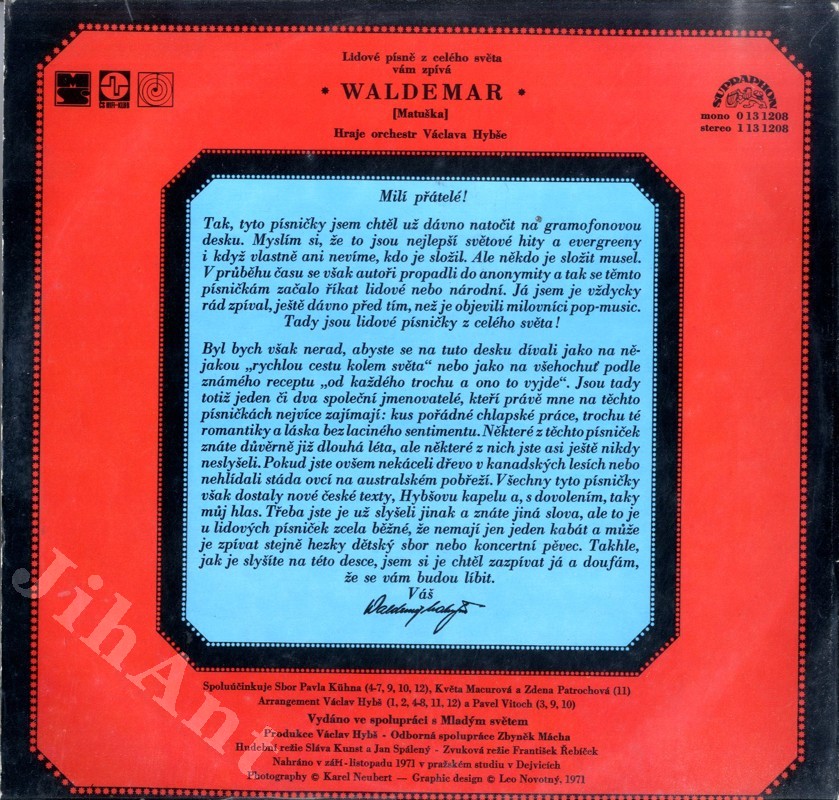 Lidové písně z celého světa
vám zpívá
• WALDEMAR •
[Matuška]
Hraje orchestr Václava Hybše
SUPRAPHON
mono 0 13 1208
stereo 1 13 1208
Milí přátelé!
Tak, tyto písničky jsem chtěl už dávno natočit na gramofonovou
desku. Myslím si, že to jsou nejlepší světové hity a evergreeny
i když vlastně ani nevíme, kdo je složil. Ale někdo je složit musel.
V průběhu času se však autoři propadli do anonymity a tak se těmto
písničkám začalo říkat lidové nebo národní. Já jsem je vždycky
rád zpíval, ještě dávno před tím, než je objevili milovníci pop-music.
Tady jsou lidové písničky z celého světa!
Byl bych však nerad, abyste se na tuto desku dívali jako na ně-
jakou „rychlou cestu kolem světa“ nebo jako na všehochuť podle
známého receptu „od každého trochu a ono to vyjde“. Jsou tady
totiž jeden či dva společní jmenovatelé, kteří právě mne na těchto
písničkách nejvíce zajímají: kus pořádné chlapské práce, trochu té
romantiky a láska bez laciného sentimentu. Některé z těchto písniček
znáte důvěrně již dlouhá léta, ale některé z nich jste asi ještě nikdy
neslyšeli. Pokud jste ovšem nekáceli dřevo v kanadských lesích nebo
nehlídali stáda ovcí na australském pobřeží. Všechny tyto písničky
však dostaly nové české texty, Hybšovu kapelu a, s dovolením, taky
můj hlas. Třeba jste je už slyšeli jinak a znáte jiná slova, ale to je
u lidových písniček zcela běžné, že nemají jen jeden kabát a může
je zpívat stejně hezky dětský sbor nebo koncertní pěvec. Takhle,
jak je slyšíte na této desce, jsem si je chtěl zazpívat já a doufám,
že se vám budou líbit.
Váš
Spoluúčinkuje Sbor Pavla Kühna (4-7, 9, 10, 12), Květa Macurová a Zdena Patrochová (11)
Arrangement Václav Hybš (1, 2, 4-8, 11, 12) a Pavel Vitoch (3, 9, 10)
Vydáno ve spolupráci s Mladým světem
Produkce Václav Hybš - Odborná spolupráce Zbyněk Mácha
Hudební režie Sláva Kunst a Jan Spálený - Zvuková režie František Řebíček
Nahráno v září-listopadu 1971 v pražském studiu v Dejvicích
Photography © Karel Neubert — Graphic design © Leo Novotný, 1971
JihAnt